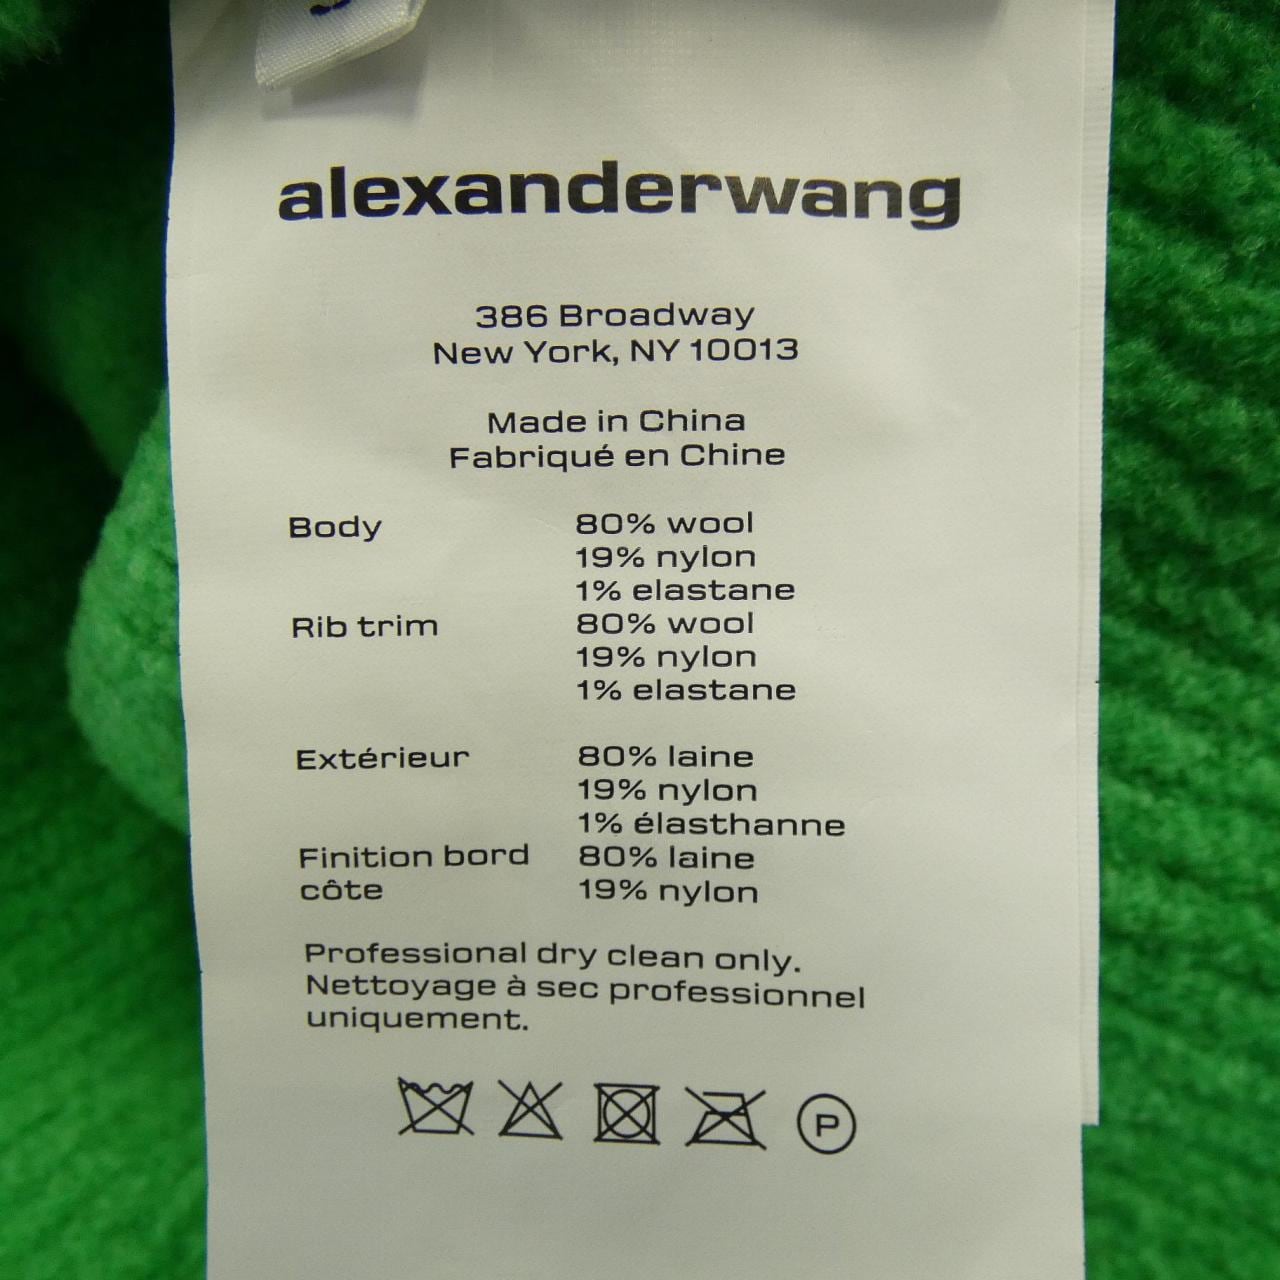 alexanderwang
386 Broadway
New York, NY 10013
Made in China
Fabriqué en Chine
Body 80% wool
19% nylon
1% elastane
Rib trim 80% wool
19% nylon
1% elastane
Extérieur 80% laine
19% nylon
1% élasthanne
Finition bord 80% laine
côte 19% nylon
Professional dry clean only.
Nettoyage à sec professionnel
uniquement.
P